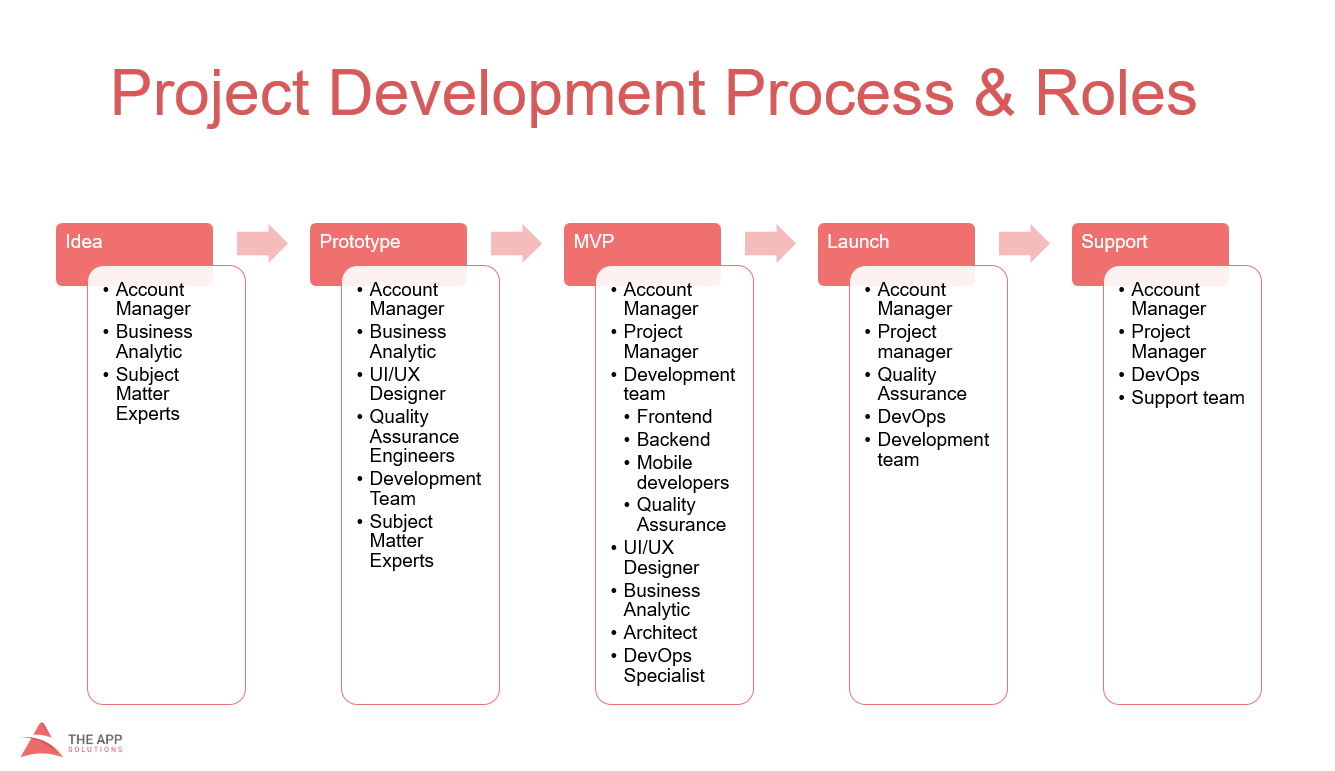 Project Development Process & Roles
Idea
• Account
Manager
• Business
Analytic
• Subject
Matter
Experts
Prototype
• Account
Manager
• Business
Analytic
• UI/UX
Designer
• Quality
Assurance
Engineers
• Development
Team
• Subject
Matter
Experts
MVP
• Account
Manager
• Project
Manager
• Development
team
• Frontend
• Backend
• Mobile
developers
• Quality
Assurance
• UI/UX
Designer
• Business
Analytic
• Architect
• DevOps
Specialist
Launch
• Account
Manager
• Project
manager
• Quality
Assurance
• DevOps
• Development
team
Support
• Account
Manager
• Project
Manager
• DevOps
• Support team
THE APP
SOLUTIONS